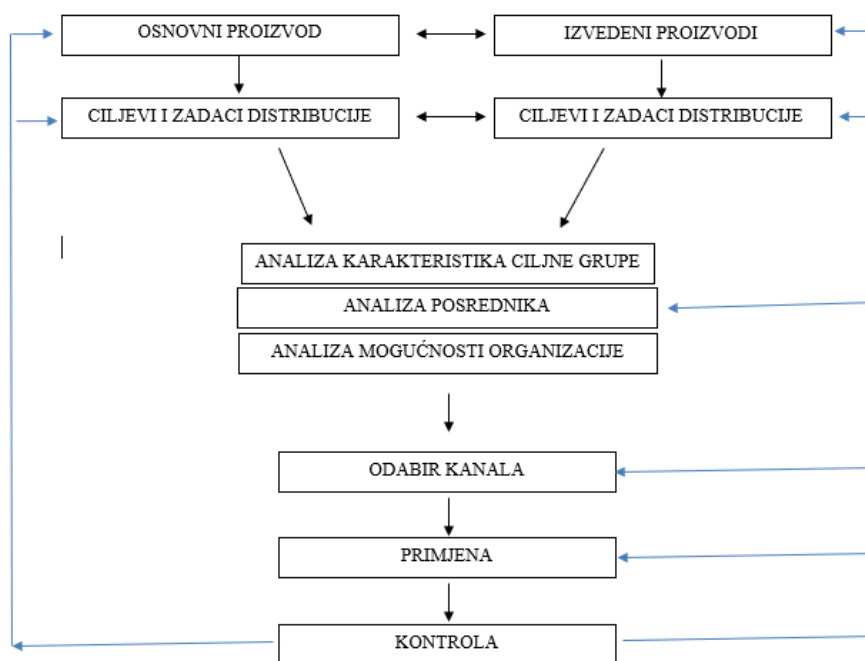 OSNOVNI PROIZVOD
IZVEDENI PROIZVODI
CILJEVI I ZADACI DISTRIBUCIJE
CILJEVI I ZADACI DISTRIBUCIJE
ANALIZA KARAKTERISTIKA CILJNE GRUPE
ANALIZA POSREDNIKA
ANALIZA MOGUĆNOSTI ORGANIZACIJE
ODABIR KANALA
PRIMJENA
KONTROLA